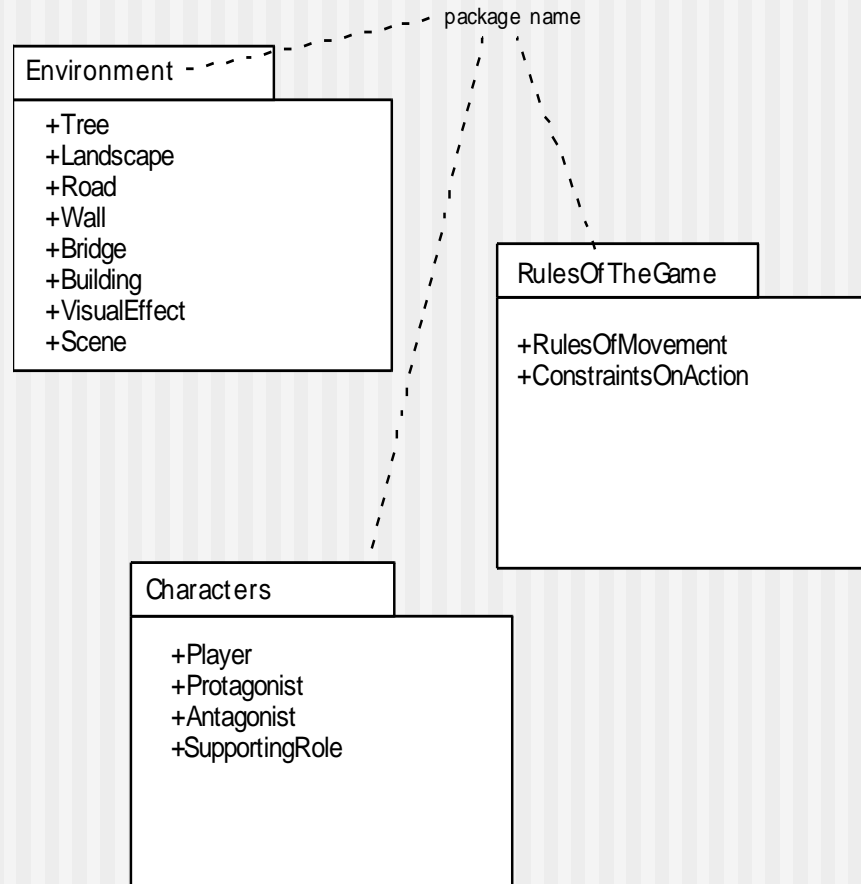 package name
Environment
+Tree
+Landscape
+Road
+Wall
+Bridge
+Building
+VisualEffect
+Scene
RulesOfTheGame
+RulesOfMovement
+ConstraintsOnAction
Characters
+Player
+Protagonist
+Antagonist
+SupportingRole